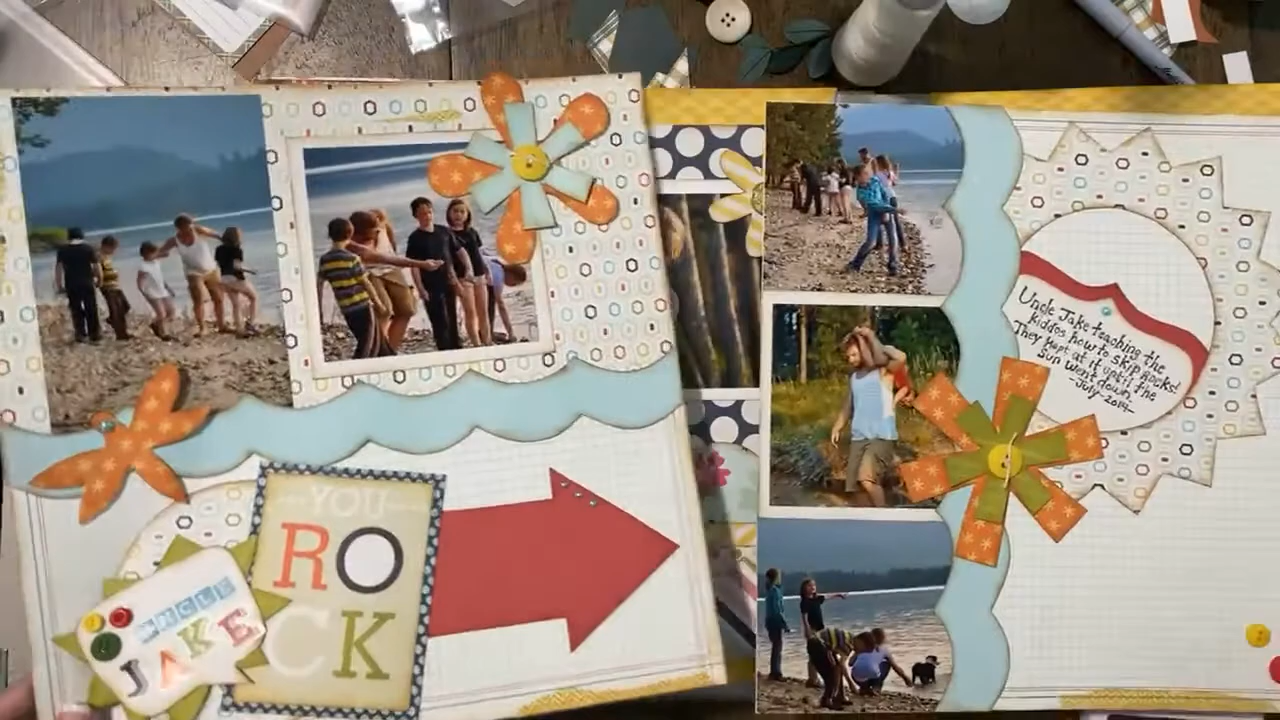 YOU
RO
CK
UNCLE
JAKE
Uncle Jake teaching the
kiddos how to skip Rocks!
They kept at it until the
sun went down.
-July-2019-